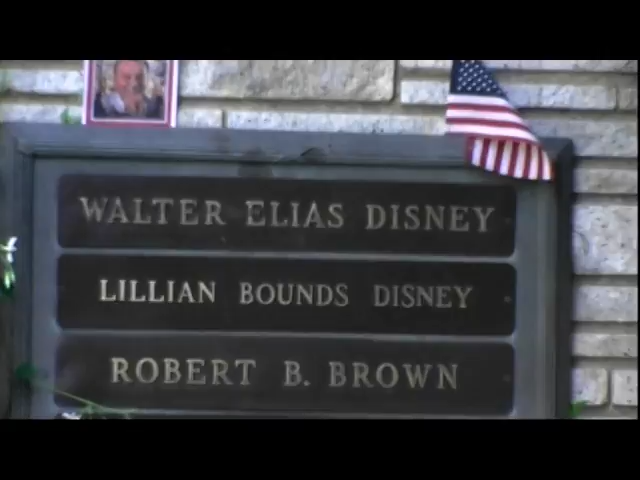 WALTER ELIAS DISNEY
LILLIAN BOUNDS DISNEY
ROBERT B. BROWN